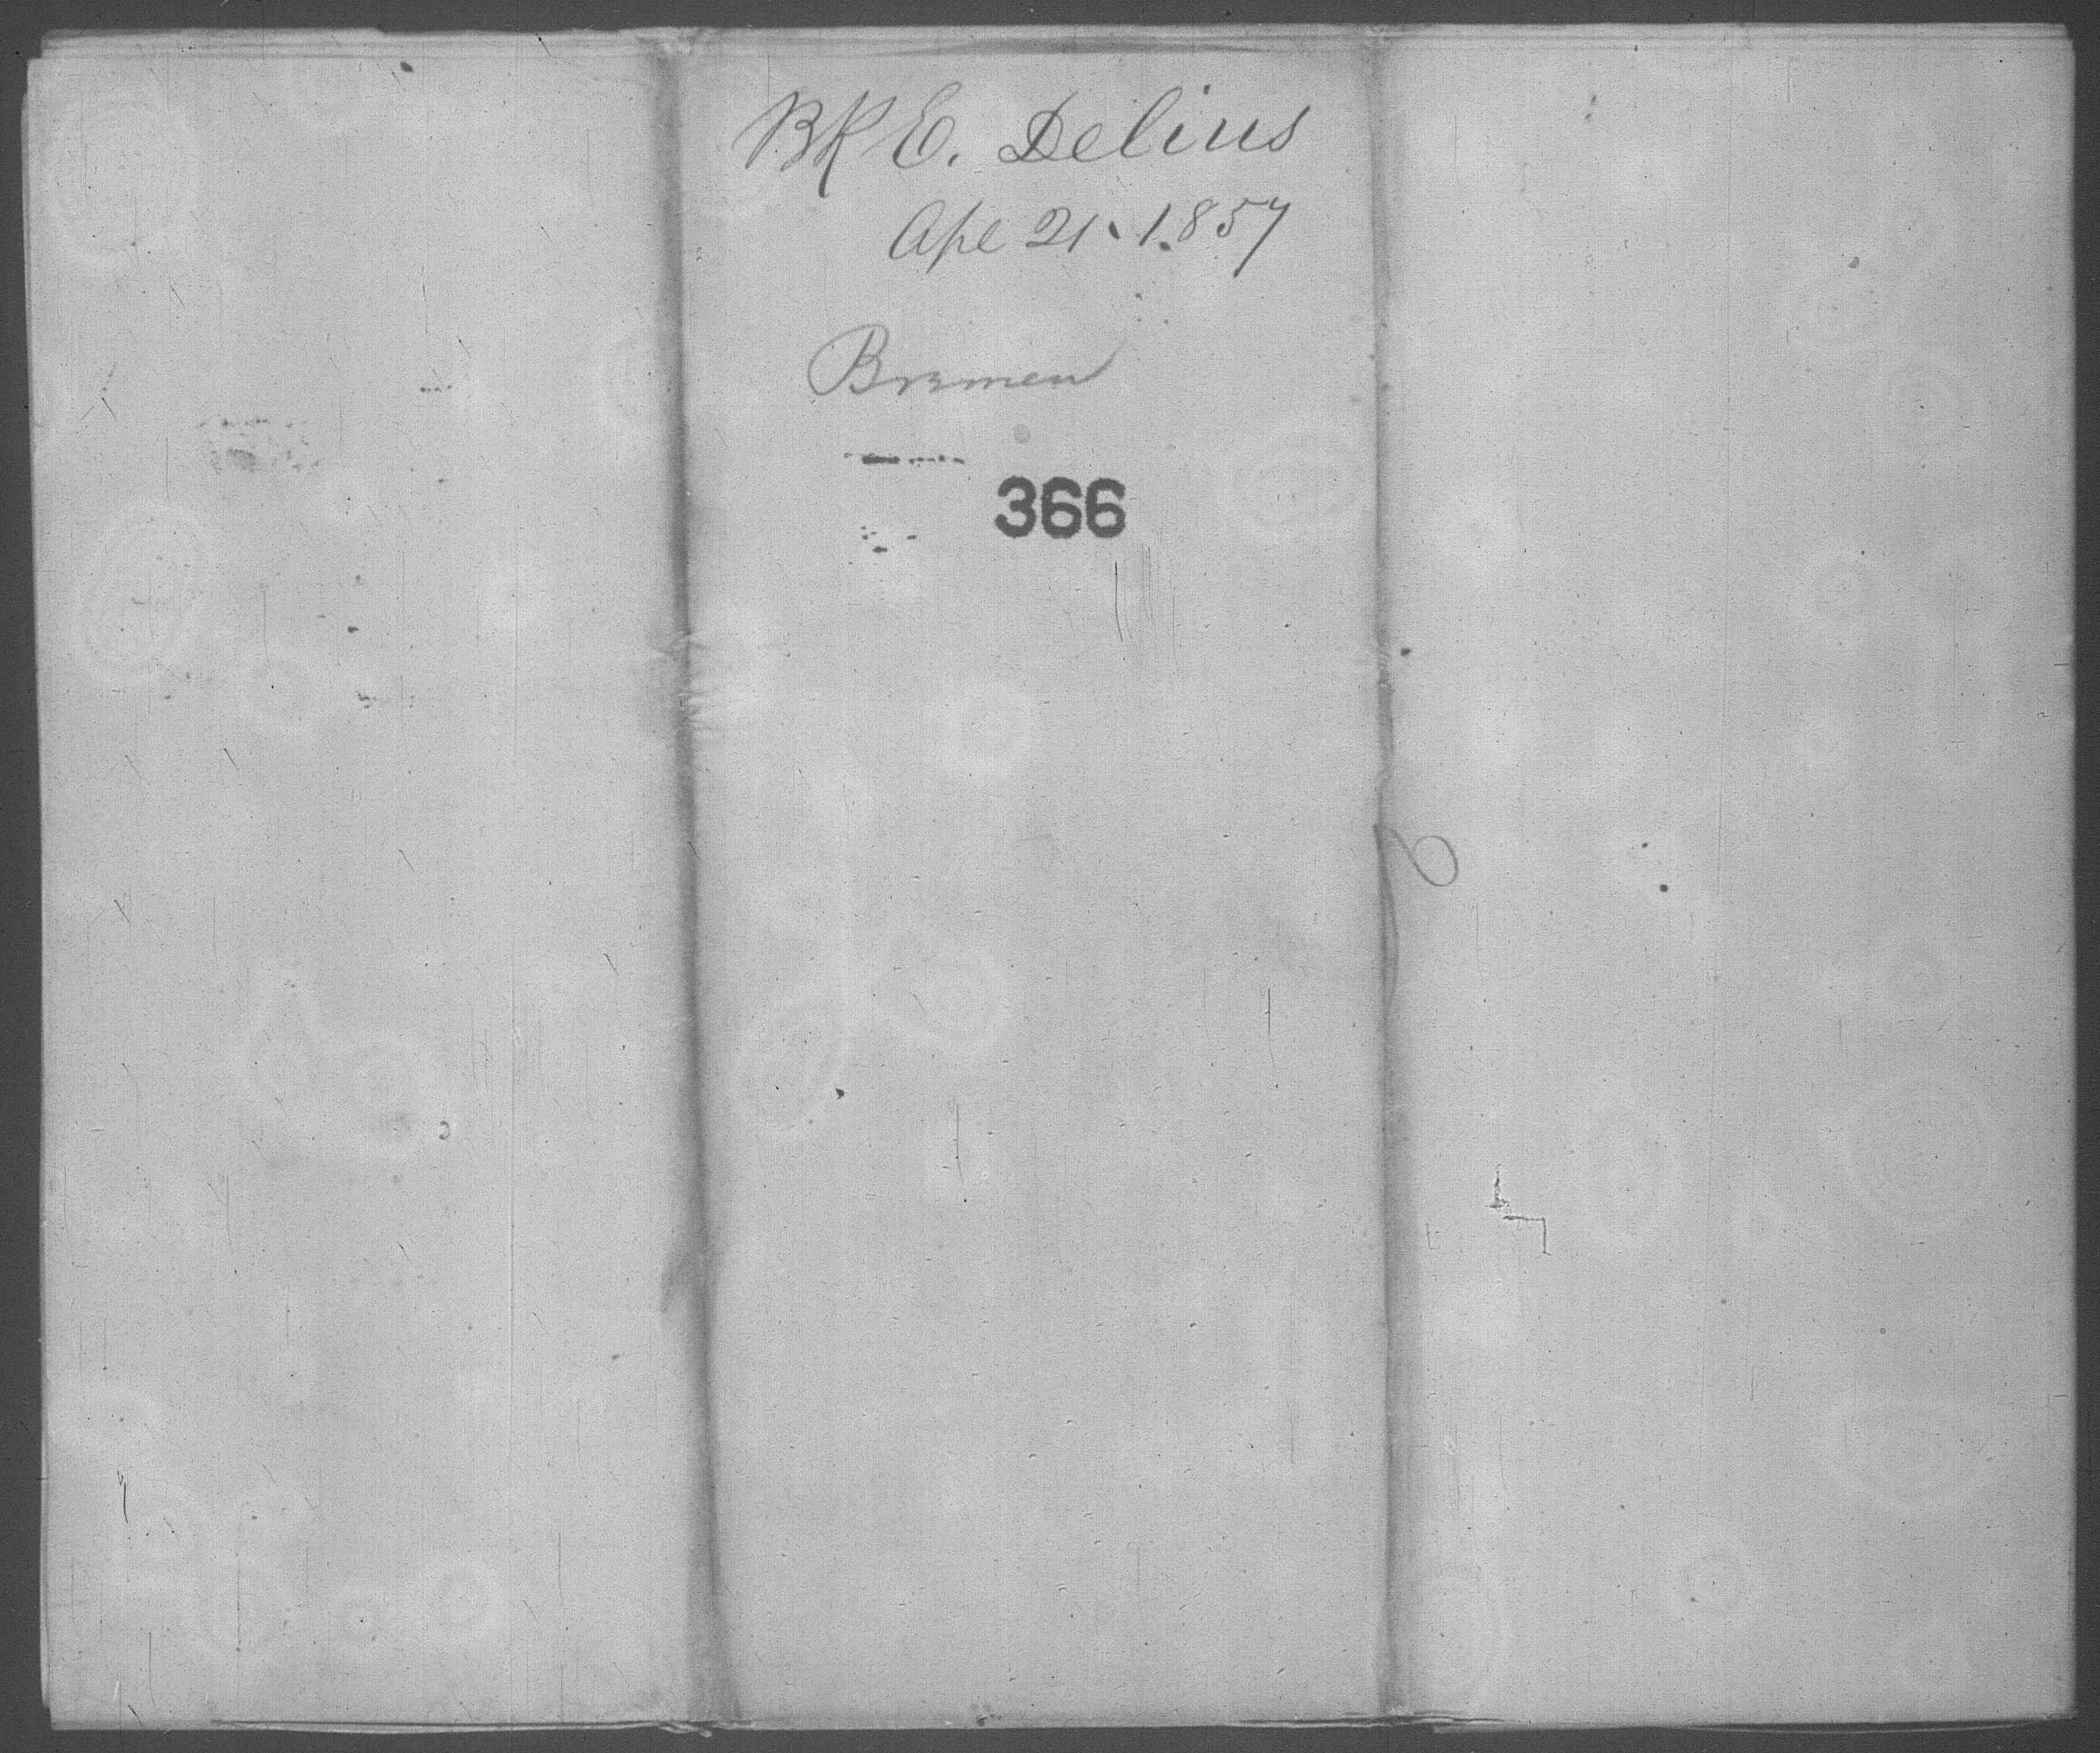 Bk E. Delius
Apl 21. 1857
Bremen
366